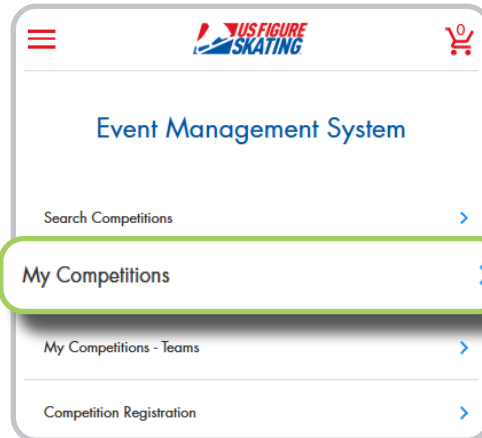 US FIGURE
SKATING
0
Event Management System
Search Competitions
My Competitions
My Competitions - Teams
Competition Registration